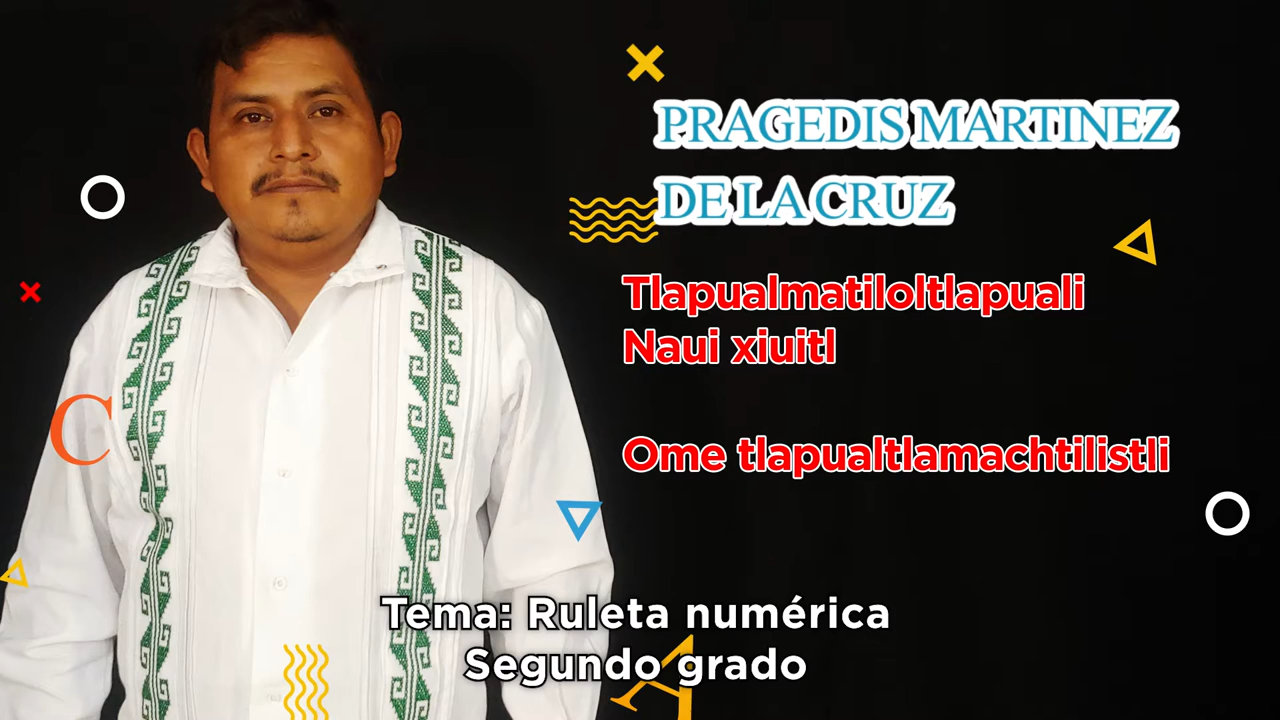 PRAGEDIS MARTINEZ
DE LA CRUZ
Tlapualmatiloltlapuali
Naui xiuitl
Ome tlapualtlamachtilistli
C
Tema: Ruleta numérica
Segundo grado
A